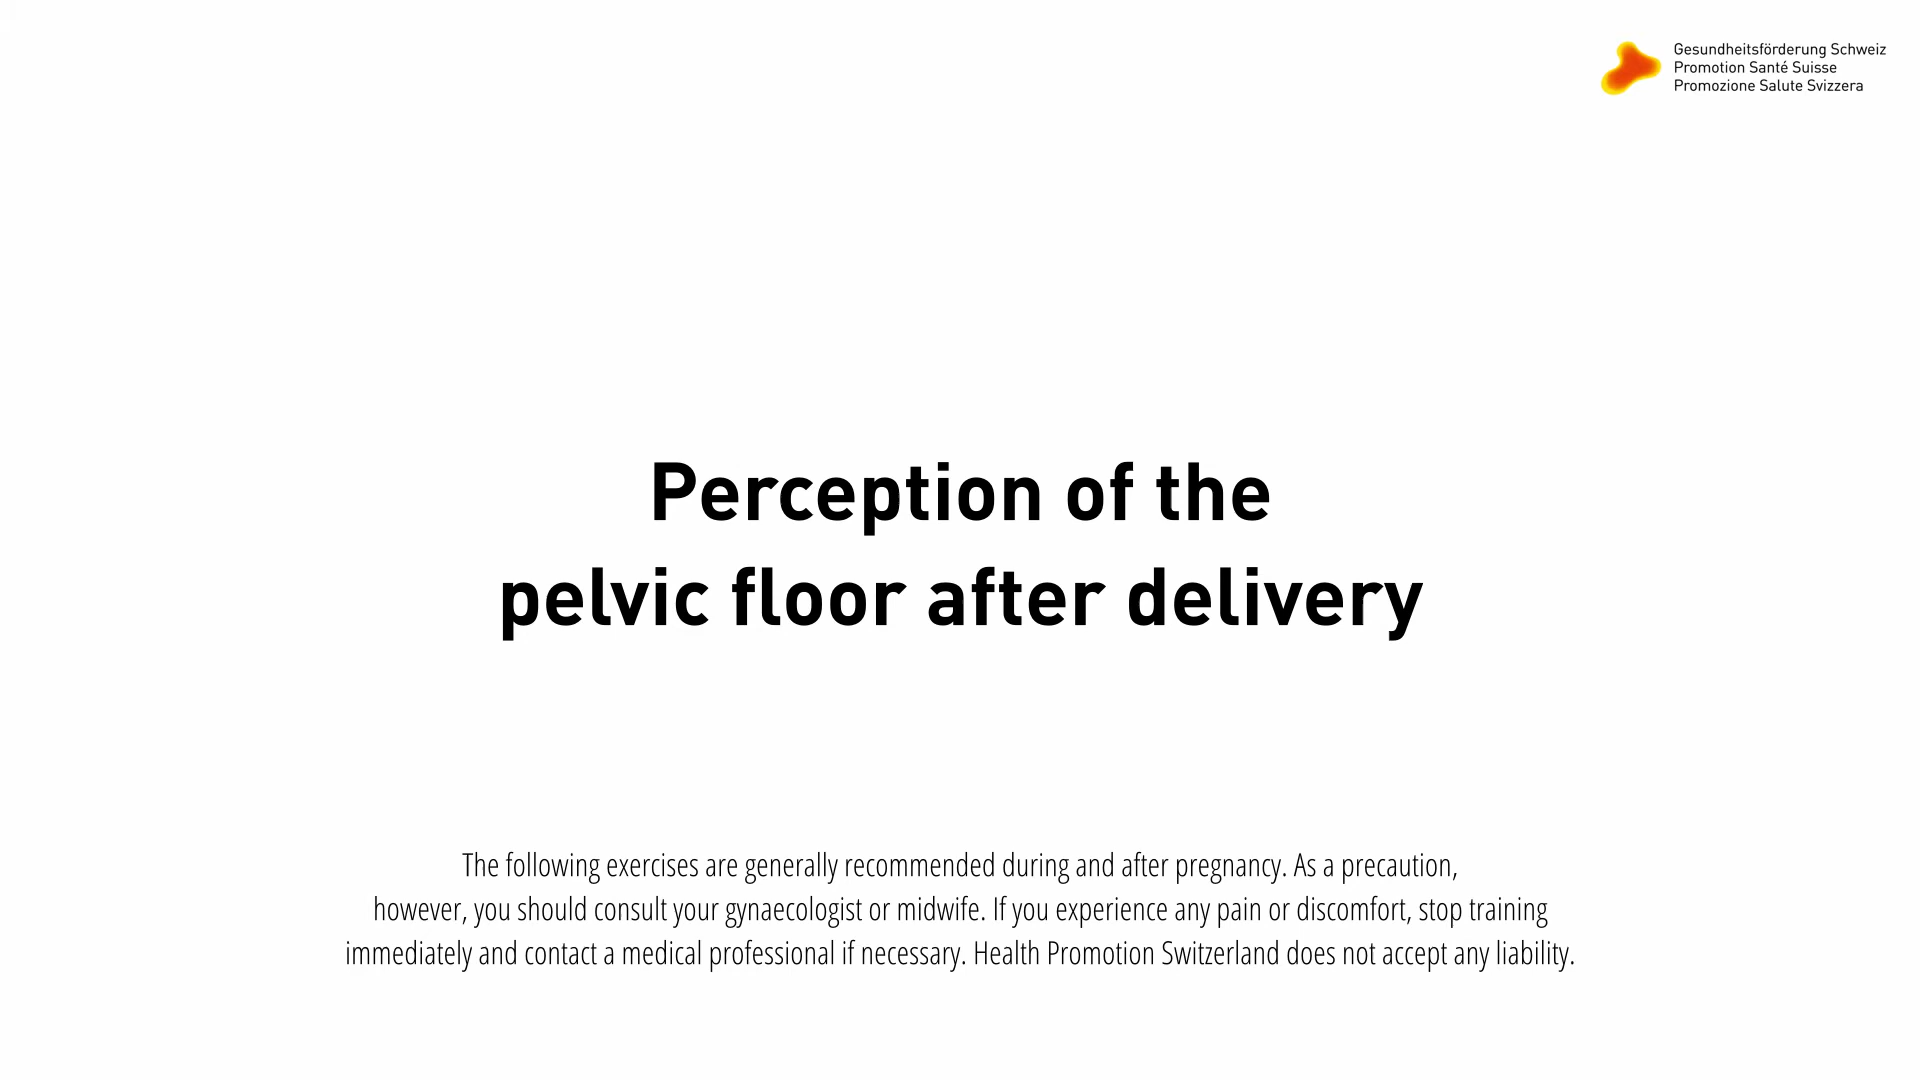 Gesundheitsförderung Schweiz
Promotion Santé Suisse
Promozione Salute Svizzera
Perception of the
pelvic floor after delivery
The following exercises are generally recommended during and after pregnancy. As a precaution,
however, you should consult your gynaecologist or midwife. If you experience any pain or discomfort, stop training
immediately and contact a medical professional if necessary. Health Promotion Switzerland does not accept any liability.